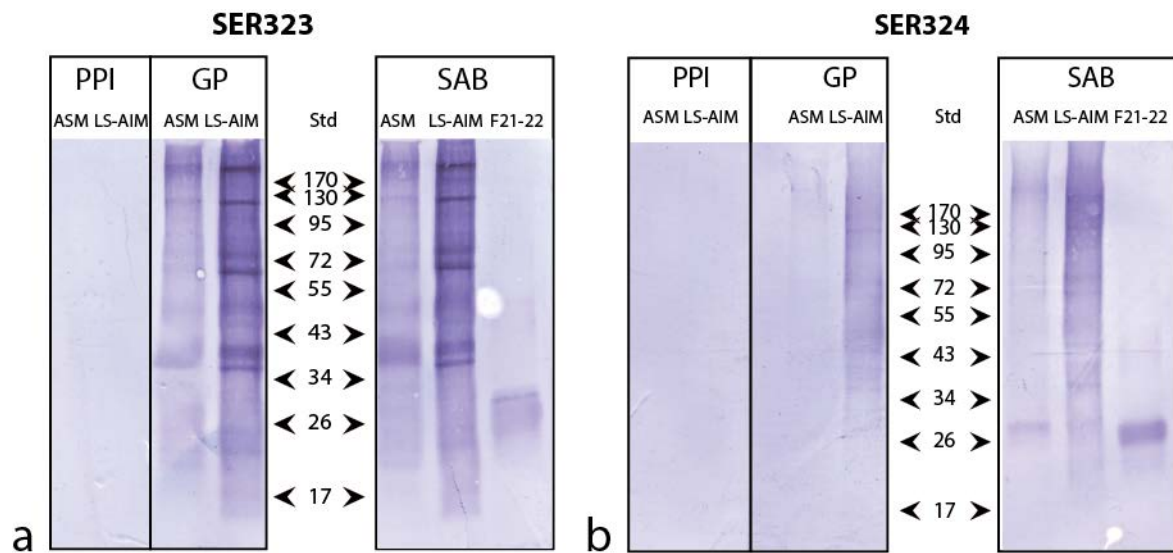 SER323
SER324
PPI GP SAB
ASM LS-AIM ASM LS-AIM Std ASM LS-AIM F21-22
170
130
95
72
55
43
34
26
17
a
PPI GP SAB
ASM LS-AIM ASM LS-AIM Std ASM LS-AIM F21-22
170
130
95
72
55
43
34
26
17
b